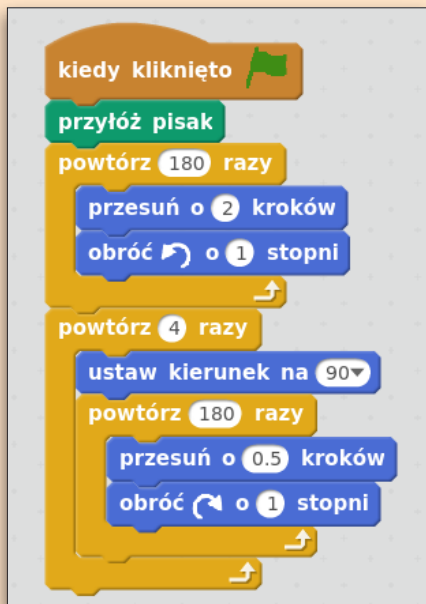 kiedy kliknięto
przyłóż pisak
powtórz 180 razy
przesuń o 2 kroków
obróć o 1 stopni
powtórz 4 razy
ustaw kierunek na 90
powtórz 180 razy
przesuń o 0.5 kroków
obróć o 1 stopni